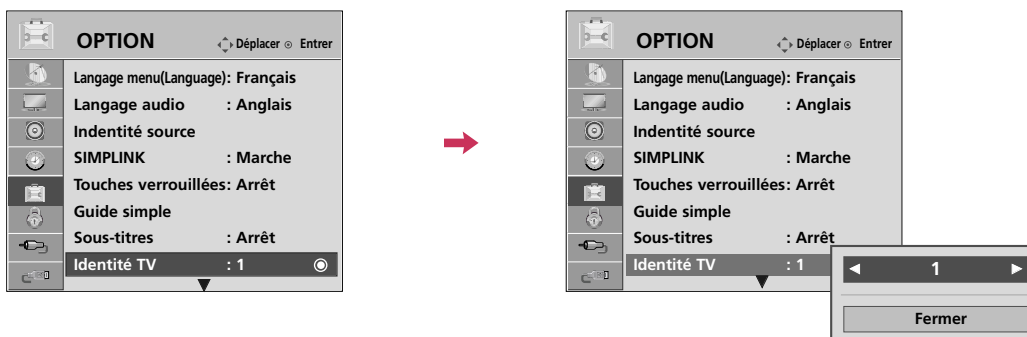 OPTION Déplacer Entrer
Langage menu(Language): Français
Langage audio : Anglais
Indentité source
SIMPLINK : Marche
Touches verrouillées: Arrêt
Guide simple
Sous-titres : Arrêt
Identité TV : 1
OPTION Déplacer Entrer
Langage menu(Language): Français
Langage audio : Anglais
Indentité source
SIMPLINK : Marche
Touches verrouillées: Arrêt
Guide simple
Sous-titres : Arrêt
Identité TV : 1
◄ 1 ►
Fermer